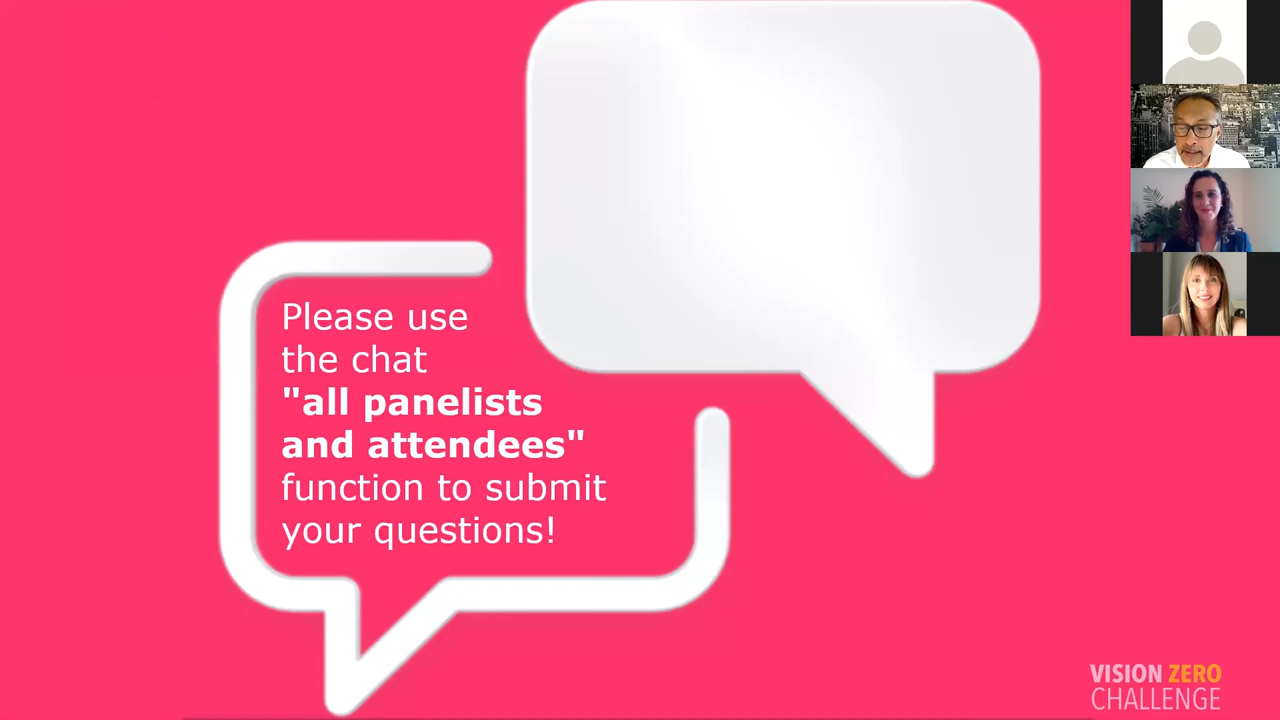 Please use
the chat
"all panelists
and attendees"
function to submit
your questions!
VISION ZERO
CHALLENGE